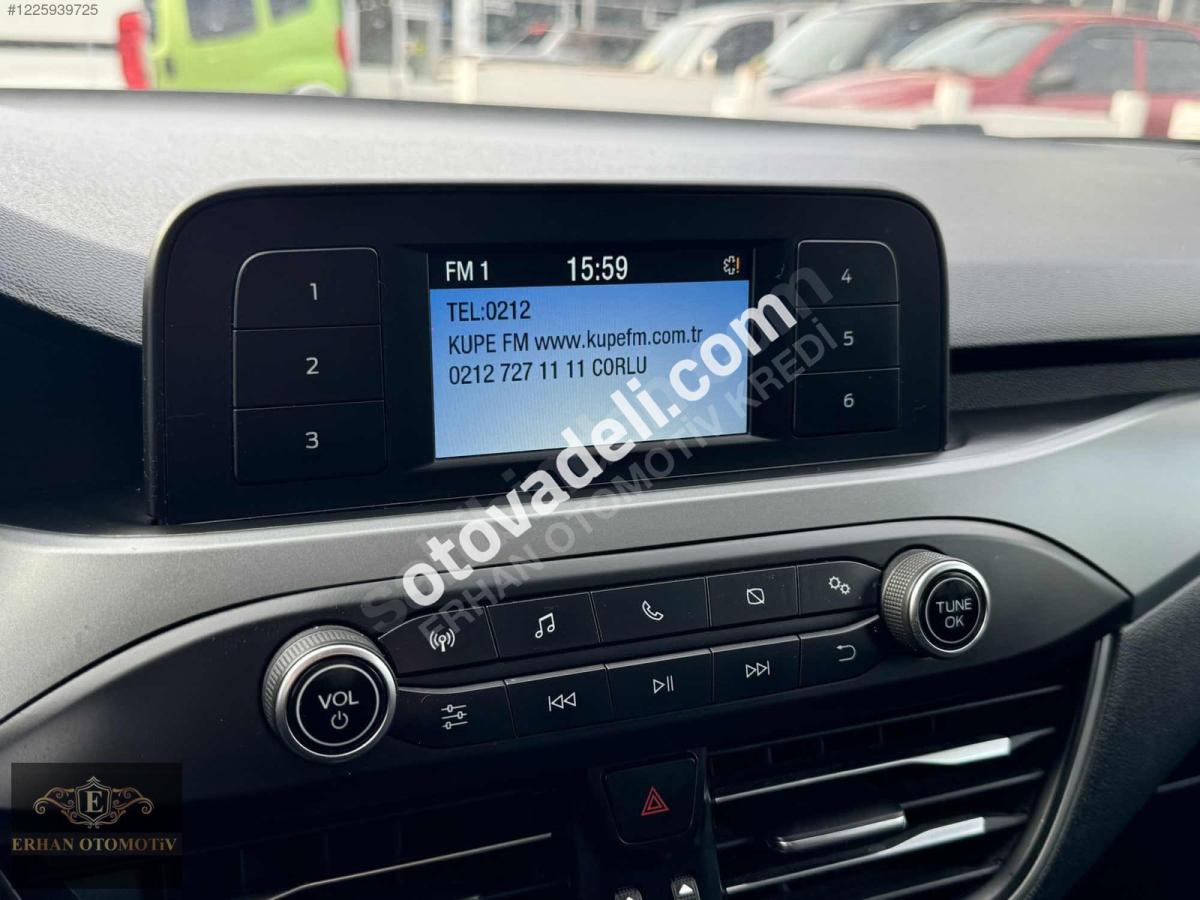 #1225939725
FM 1 15:59
TEL:0212
KUPE FM www.kupefm.com.tr
0212 727 11 11 CORLU
1
2
3
4
5
6
otovadeli.com
ERHAN OTOMOTİV KREDİ
VOL
TUNE
OK
E
ERHAN OTOMOTİV